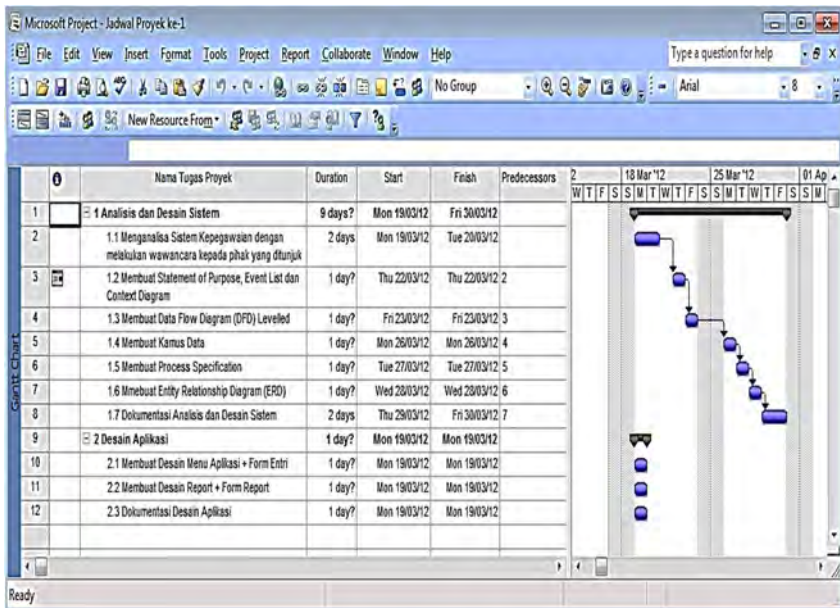 Microsoft Project - Jadwal Proyek ke-1
File Edit View Insert Format Tools Project Report Collaborate Window Help
Type a question for help
No Group Arial 8
New Resource From
Nama Tugas Proyek Duration Start Finish Predecessors 2 18 Mar '12 25 Mar '12 01 Ap
W T F S S M T W T F S S M T W T F S S M
1 1 Analisis dan Desain Sistem 9 days? Mon 19/03/12 Fri 30/03/12
2 1.1 Menganalisa Sistem Kepegawaian dengan 2 days Mon 19/03/12 Tue 20/03/12
melakukan wawancara kepada pihak yang ditunjuk
3 1.2 Membuat Statement of Purpose, Event List dan 1 day? Thu 22/03/12 Thu 22/03/12 2
Context Diagram
4 1.3 Membuat Data Flow Diagram (DFD) Levelled 1 day? Fri 23/03/12 Fri 23/03/12 3
5 1.4 Membuat Kamus Data 1 day? Mon 26/03/12 Mon 26/03/12 4
6 1.5 Membuat Process Specification 1 day? Tue 27/03/12 Tue 27/03/12 5
7 1.6 Mmebuat Entity Relationship Diagram (ERD) 1 day? Wed 28/03/12 Wed 28/03/12 6
8 1.7 Dokumentasi Analisis dan Desain Sistem 2 days Thu 29/03/12 Fri 30/03/12 7
9 2 Desain Aplikasi 1 day? Mon 19/03/12 Mon 19/03/12
10 2.1 Membuat Desain Menu Aplikasi + Form Entri 1 day? Mon 19/03/12 Mon 19/03/12
11 2.2 Membuat Desain Report + Form Report 1 day? Mon 19/03/12 Mon 19/03/12
12 2.3 Dokumentasi Desain Aplikasi 1 day? Mon 19/03/12 Mon 19/03/12
Gantt Chart
Ready